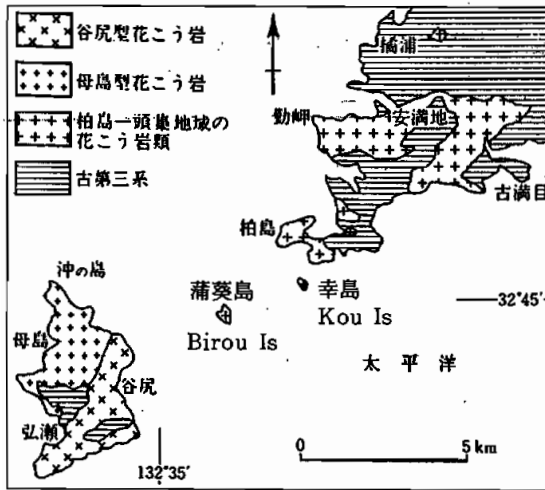 谷尻型花こう岩
母島型花こう岩
柏島一頭集地域の
花こう岩類
古第三系
橘浦
勤岬
安満地
古満目
柏島
沖の島
母島
谷尻
弘瀬
蒲葵島
Birou Is
幸島
Kou Is
32°45'
太平洋
132°35'
0
5 km